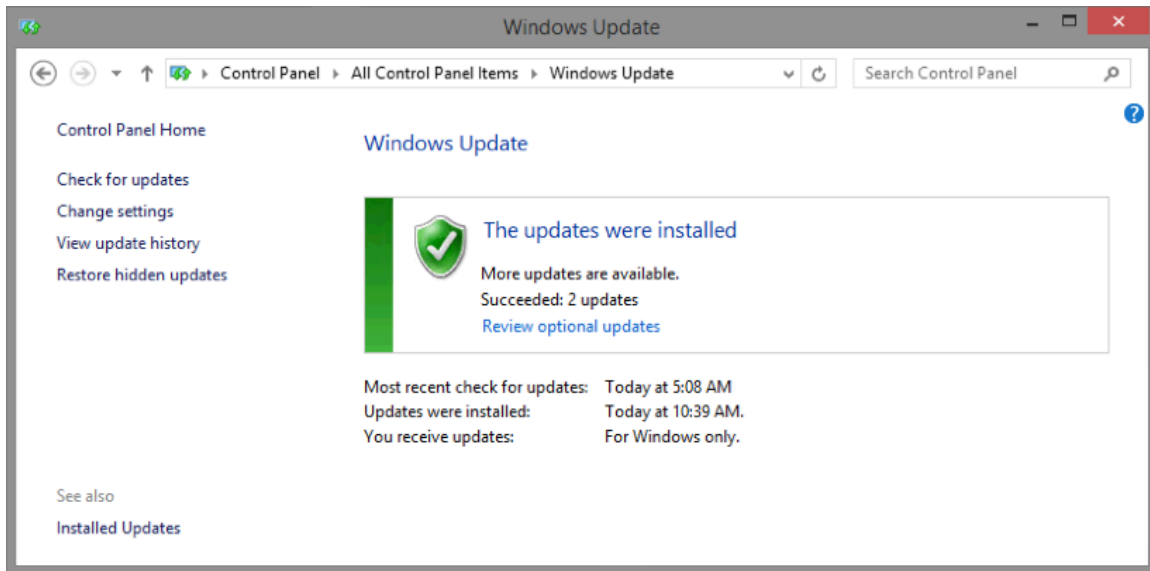 Windows Update
Control Panel All Control Panel Items Windows Update Search Control Panel
Control Panel Home
Check for updates
Change settings
View update history
Restore hidden updates
See also
Installed Updates
Windows Update
The updates were installed
More updates are available.
Succeeded: 2 updates
Review optional updates
Most recent check for updates: Today at 5:08 AM
Updates were installed: Today at 10:39 AM.
You receive updates: For Windows only.